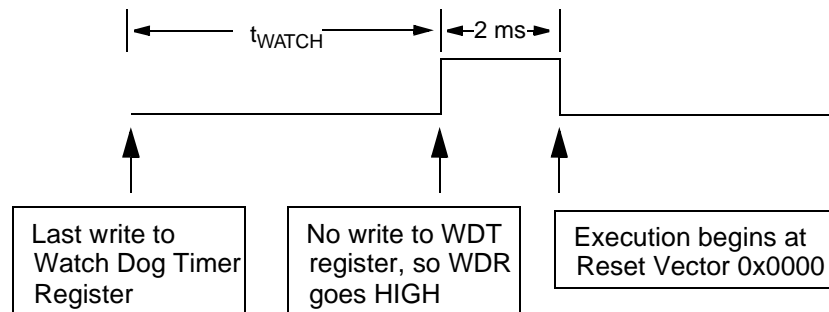 tWATCH
2 ms
Last write to
Watch Dog Timer
Register
No write to WDT
register, so WDR
goes HIGH
Execution begins at
Reset Vector 0x0000